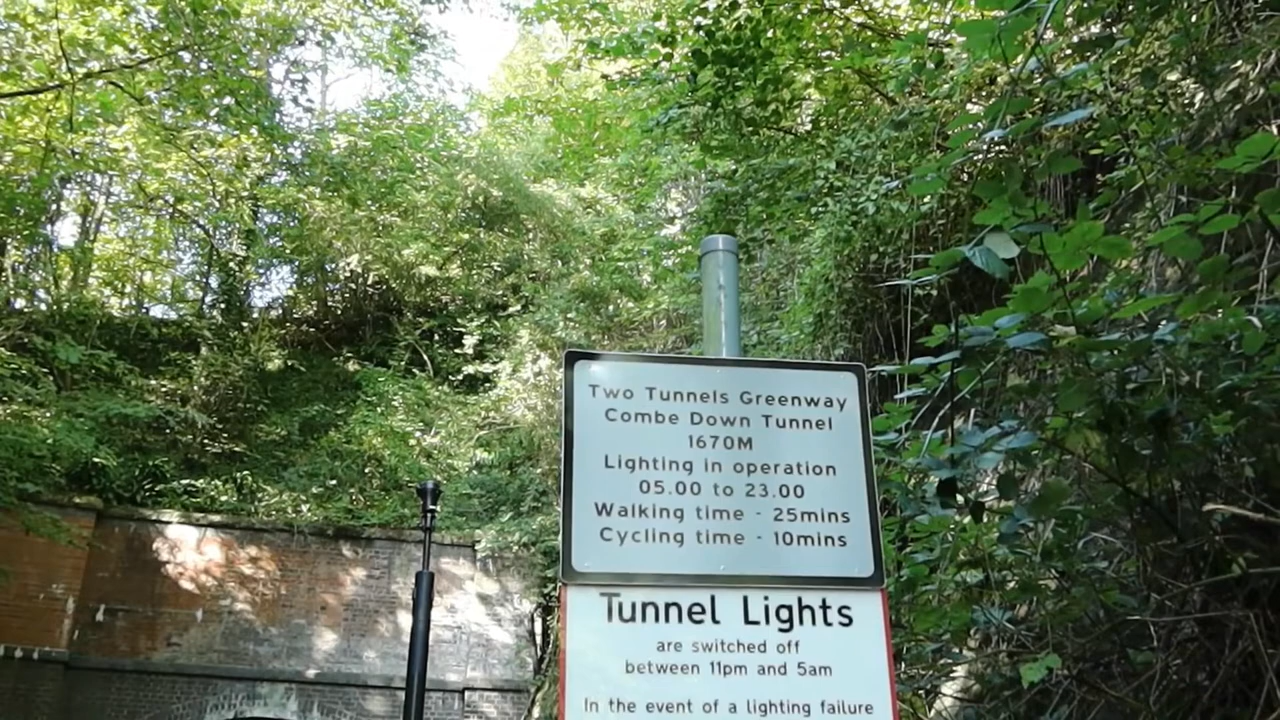 Two Tunnels Greenway
Combe Down Tunnel
1670M
Lighting in operation
05.00 to 23.00
Walking time - 25mins
Cycling time - 10mins
Tunnel Lights
are switched off
between 11pm and 5am
In the event of a lighting failure